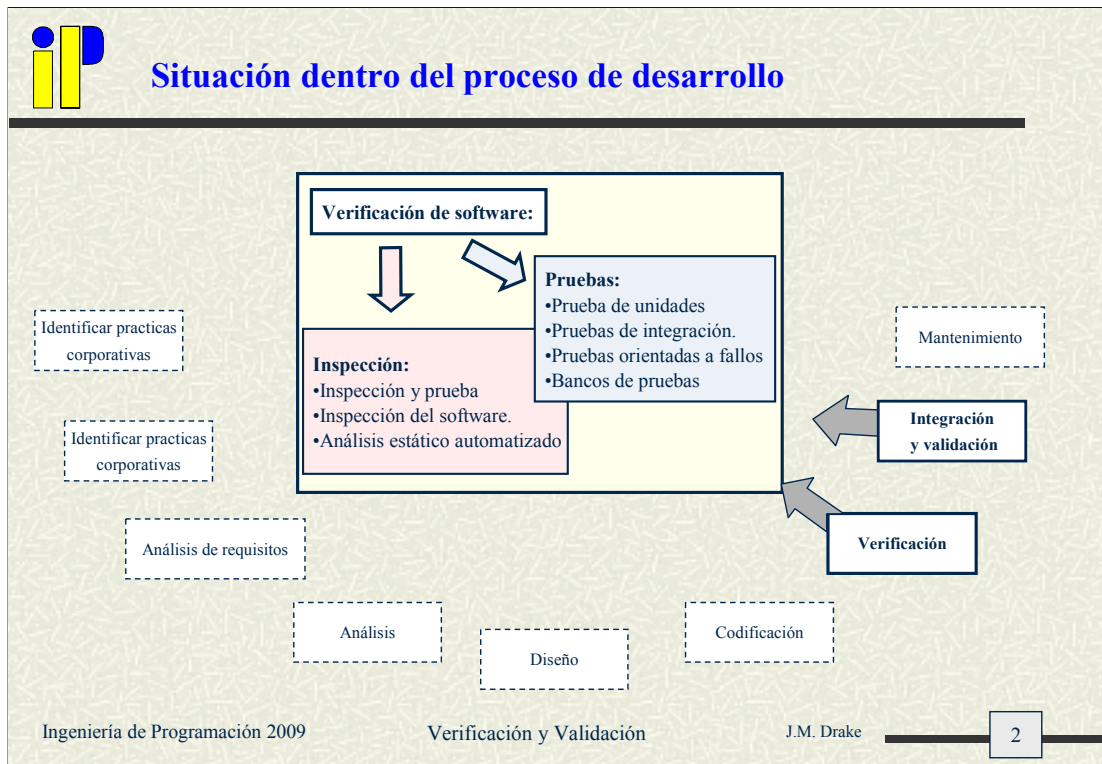 iP
Situación dentro del proceso de desarrollo
Verificación de software:
Pruebas:
•Prueba de unidades
•Pruebas de integración.
•Pruebas orientadas a fallos
•Bancos de pruebas
Inspección:
•Inspección y prueba
•Inspección del software.
•Análisis estático automatizado
Identificar practicas
corporativas
Identificar practicas
corporativas
Análisis de requisitos
Análisis
Diseño
Codificación
Verificación
Integración
y validación
Mantenimiento
Ingeniería de Programación 2009
Verificación y Validación
J.M. Drake
2